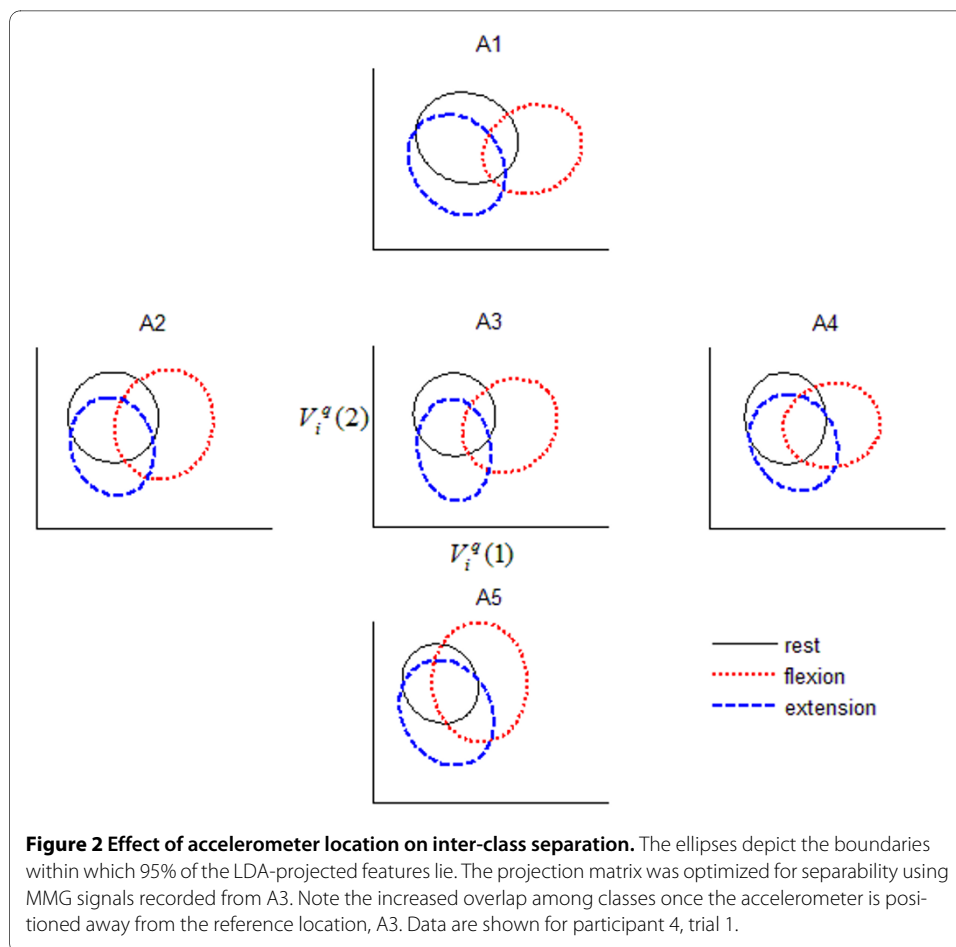 A1
A2
A3
A4
V_i^q(2)
V_i^q(1)
A5
rest
flexion
extension
Figure 2 Effect of accelerometer location on inter-class separation. The ellipses depict the boundaries
within which 95% of the LDA-projected features lie. The projection matrix was optimized for separability using
MMG signals recorded from A3. Note the increased overlap among classes once the accelerometer is posi-
tioned away from the reference location, A3. Data are shown for participant 4, trial 1.